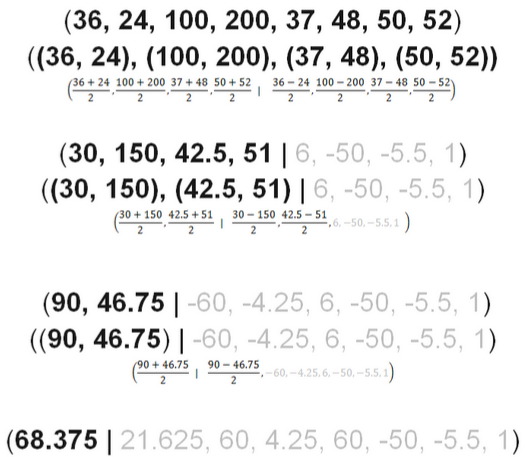 (36, 24, 100, 200, 37, 48, 50, 52)
((36, 24), (100, 200), (37, 48), (50, 52))
(36 + 24/2, 100 + 200/2, 37 + 48/2, 50 + 52/2 | 36 − 24/2, 100 − 200/2, 37 − 48/2, 50 − 52/2)
(30, 150, 42.5, 51 | 6, -50, -5.5, 1)
((30, 150), (42.5, 51) | 6, -50, -5.5, 1)
(30 + 150/2, 42.5 + 51/2 | 30 − 150/2, 42.5 − 51/2, 6, −50, −5.5, 1 )
(90, 46.75 | -60, -4.25, 6, -50, -5.5, 1)
((90, 46.75) | -60, -4.25, 6, -50, -5.5, 1)
(90 + 46.75/2 | 90 − 46.75/2, −60, −4.25, 6, −50, −5.5, 1)
(68.375 | 21.625, 60, 4.25, 60, -50, -5.5, 1)